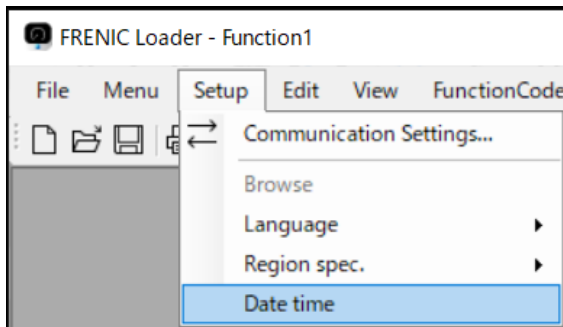 FRENIC Loader - Function1
File Menu Setup Edit View FunctionCode
Communication Settings...
Browse
Language
Region spec.
Date time